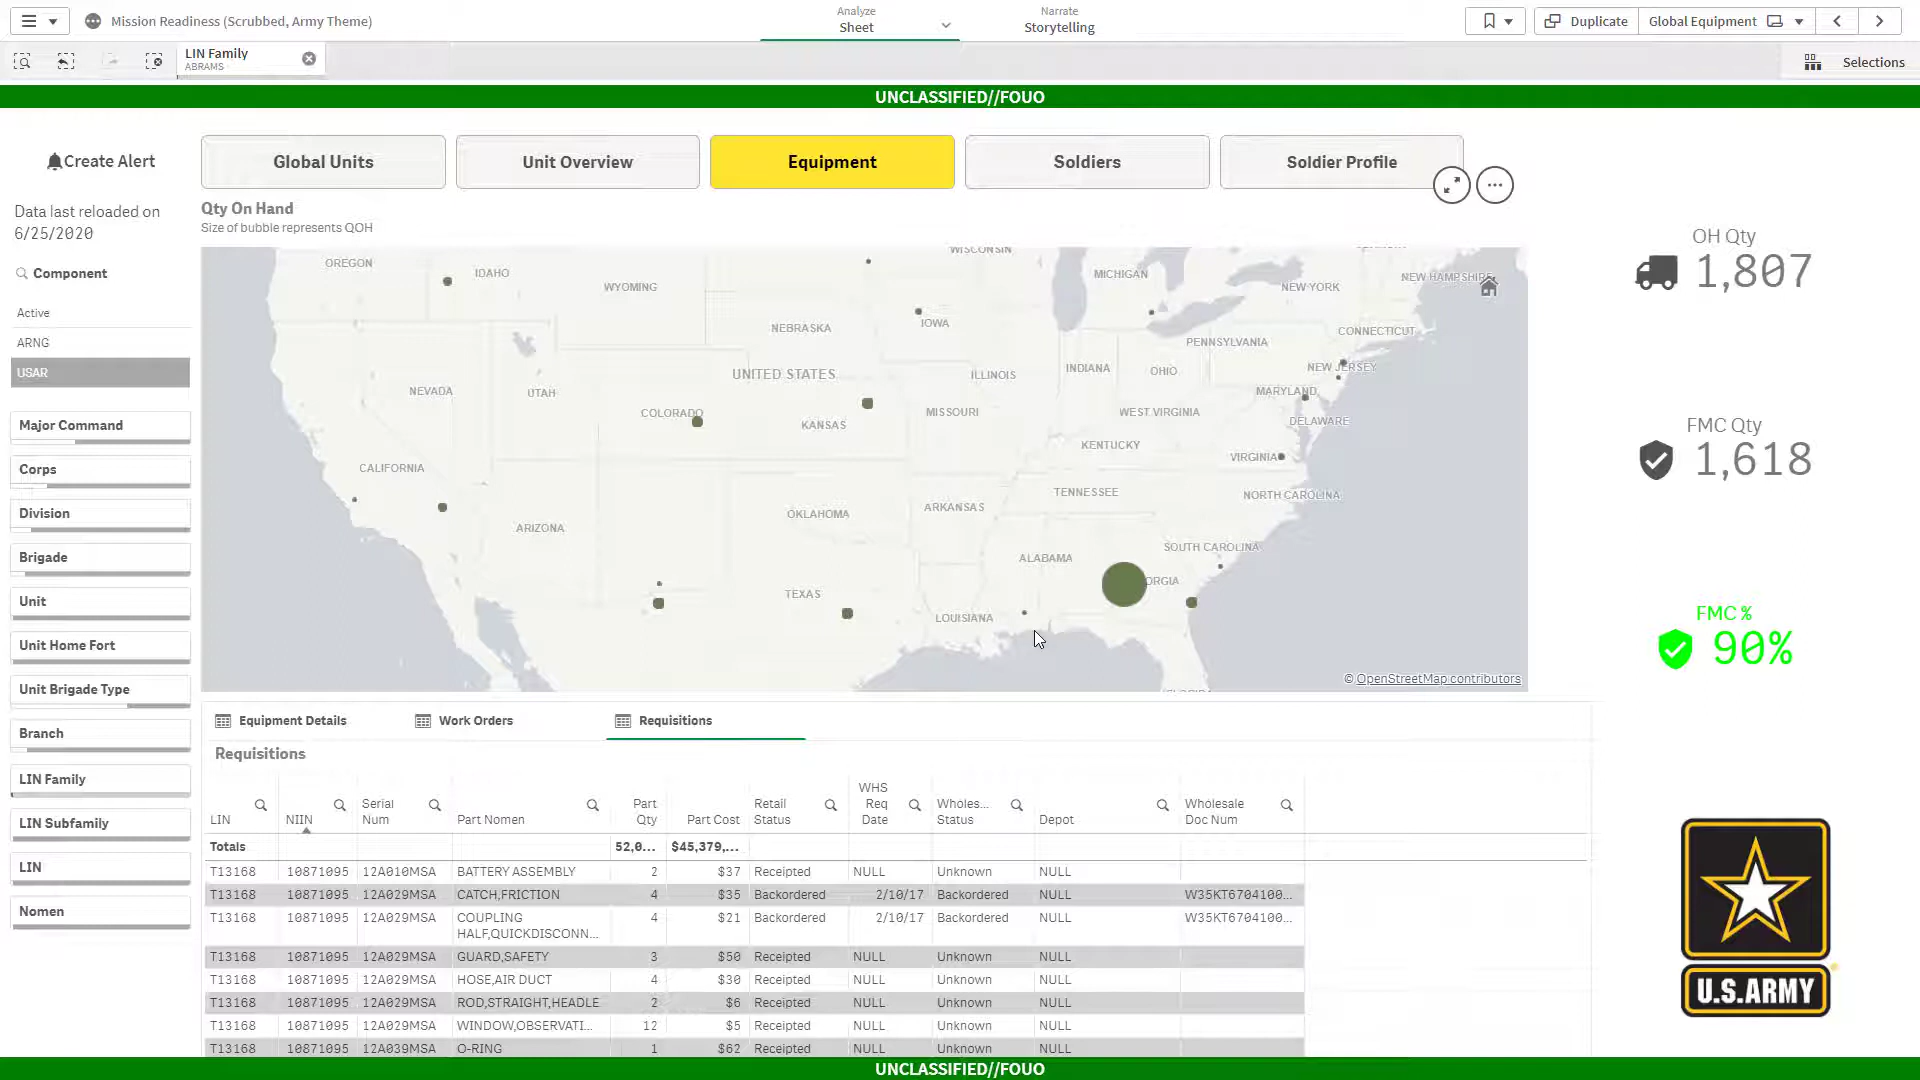 Mission Readiness (Scrubbed, Army Theme)
Analyze
Sheet
Narrate
Storytelling
Duplicate
Global Equipment
LIN Family
ABRAMS
Selections
UNCLASSIFIED//FOUO
Create Alert
Global Units
Unit Overview
Equipment
Soldiers
Soldier Profile
Data last reloaded on
6/25/2020
Qty On Hand
Size of bubble represents QOH
Component
Active
ARNG
USAR
Major Command
Corps
Division
Brigade
Unit
Unit Home Fort
Unit Brigade Type
Branch
LIN Family
LIN Subfamily
LIN
Nomen
WISCONSIN
OREGON
IDAHO
MICHIGAN
NEW HAMPSHIRE
WYOMING
NEW YORK
NEBRASKA
IOWA
CONNECTICUT
PENNSYLVANIA
UNITED STATES
ILLINOIS
INDIANA
OHIO
NEW JERSEY
NEVADA
UTAH
MARYLAND
COLORADO
KANSAS
MISSOURI
WEST VIRGINIA
DELAWARE
KENTUCKY
VIRGINIA
CALIFORNIA
TENNESSEE
NORTH CAROLINA
ARIZONA
OKLAHOMA
ARKANSAS
ALABAMA
SOUTH CAROLINA
ORGIA
TEXAS
LOUISIANA
© OpenStreetMap contributors
OH Qty
1,807
FMC Qty
1,618
FMC %
90%
Equipment Details
Work Orders
Requisitions
Requisitions
LIN NIIN Serial Num Part Nomen Part Qty Part Cost Retail Status WHS Req Date Wholes... Status Depot Wholesale Doc Num
Totals 52,0... $45,379,...
T13168 10871095 12A010MSA BATTERY ASSEMBLY 2 $37 Receipted NULL Unknown NULL
T13168 10871095 12A029MSA CATCH,FRICTION 4 $35 Backordered 2/10/17 Backordered NULL W35KT6704100...
T13168 10871095 12A029MSA COUPLING 4 $21 Backordered 2/10/17 Backordered NULL W35KT6704100...
HALF,QUICKDISCONN...
T13168 10871095 12A029MSA GUARD,SAFETY 3 $50 Receipted NULL Unknown NULL
T13168 10871095 12A029MSA HOSE,AIR DUCT 4 $30 Receipted NULL Unknown NULL
T13168 10871095 12A029MSA ROD,STRAIGHT,HEADLE 2 $6 Receipted NULL Unknown NULL
T13168 10871095 12A029MSA WINDOW,OBSERVATI... 12 $5 Receipted NULL Unknown NULL
T13168 10871095 12A039MSA O-RING 1 $62 Receipted NULL Unknown NULL
U.S.ARMY
UNCLASSIFIED//FOUO